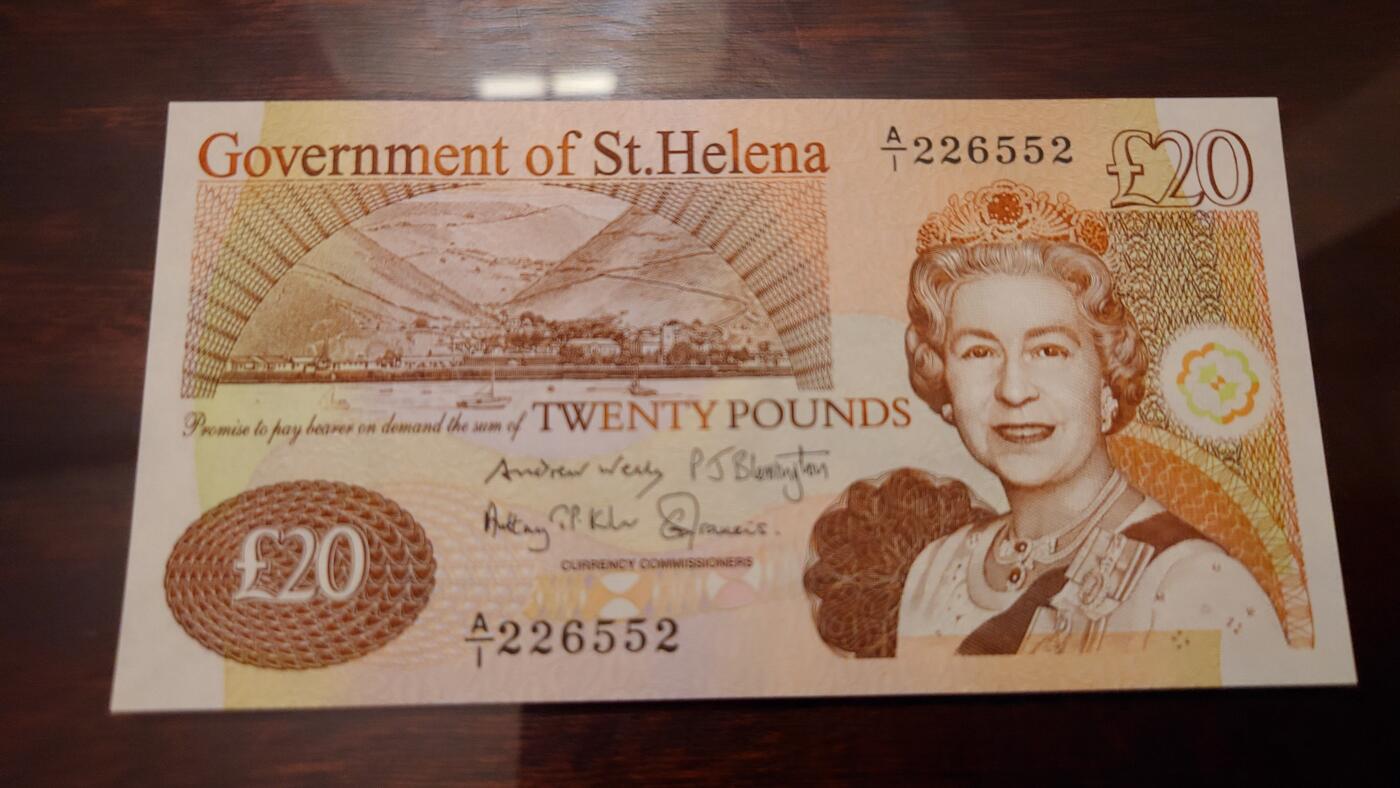 Government of St.Helena
A/1 226552
£20
Promise to pay bearer on demand the sum of TWENTY POUNDS
Andrew
CURRENCY COMMISSIONERS
£20
A/1 226552